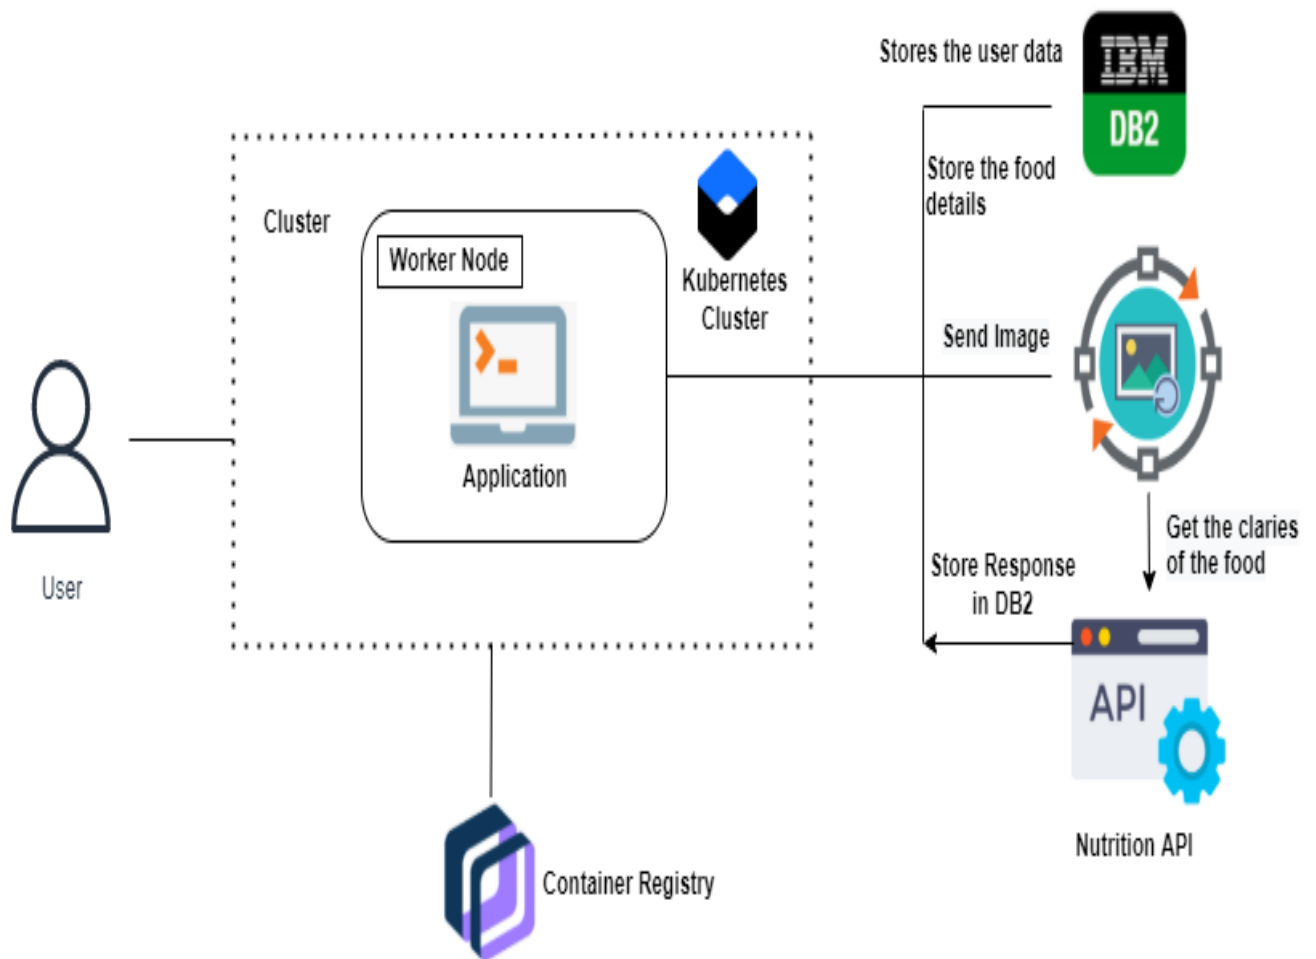 Stores the user data
IBM
DB2
Store the food
details
Cluster
Worker Node
Kubernetes
Cluster
Send Image
Application
User
Get the claries
of the food
Store Response
in DB2
API
Nutrition API
Container Registry